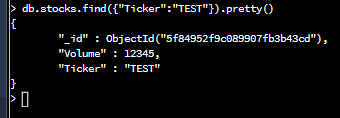 > db.stocks.find({"Ticker":"TEST"}).pretty()
{
"_id" : ObjectId("5f84952f9c089907fb3b43cd"),
"Volume" : 12345,
"Ticker" : "TEST"
}
>